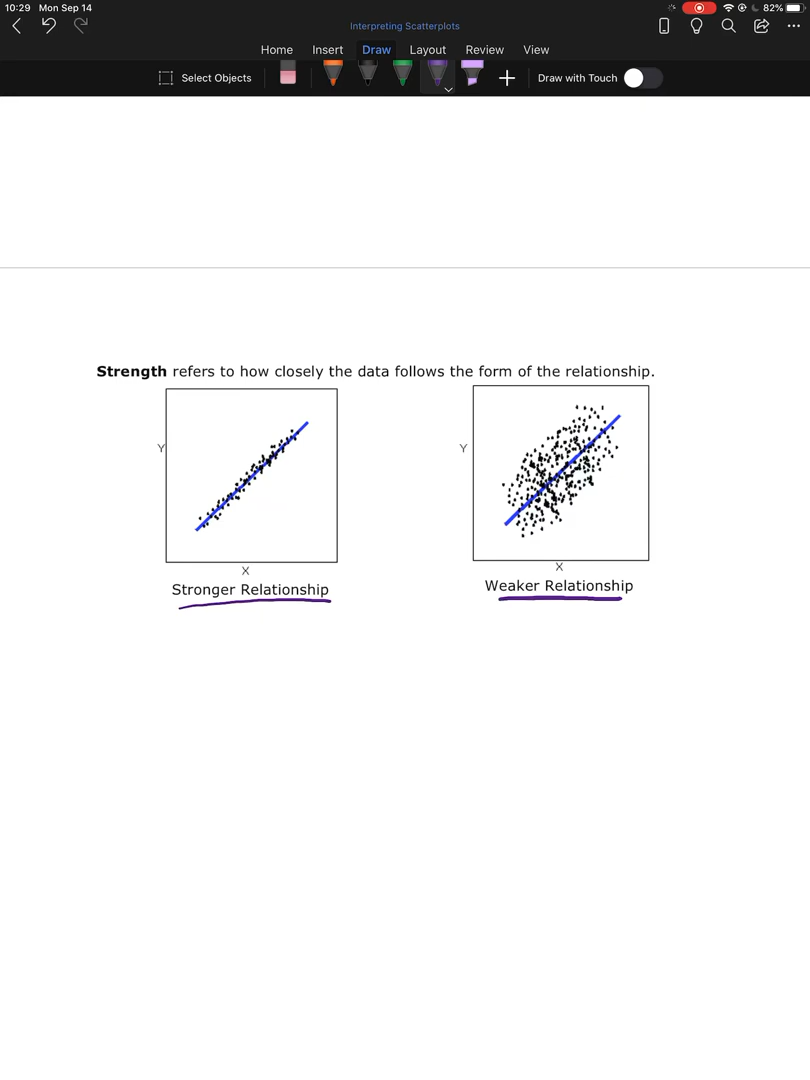 10:29 Mon Sep 14
82%
Interpreting Scatterplots
Home Insert Draw Layout Review View
Select Objects
Draw with Touch
Strength refers to how closely the data follows the form of the relationship.
Y
Y
X
X
Stronger Relationship
Weaker Relationship